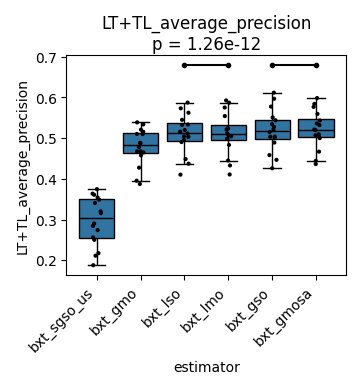 LT+TL_average_precision
p = 1.26e-12
0.7
0.6
0.5
0.4
0.3
0.2
LT+TL_average_precision
bxt_sgso_us
bxt_gmo
bxt_lso
bxt_lmo
bxt_gso
bxt_gmosa
estimator